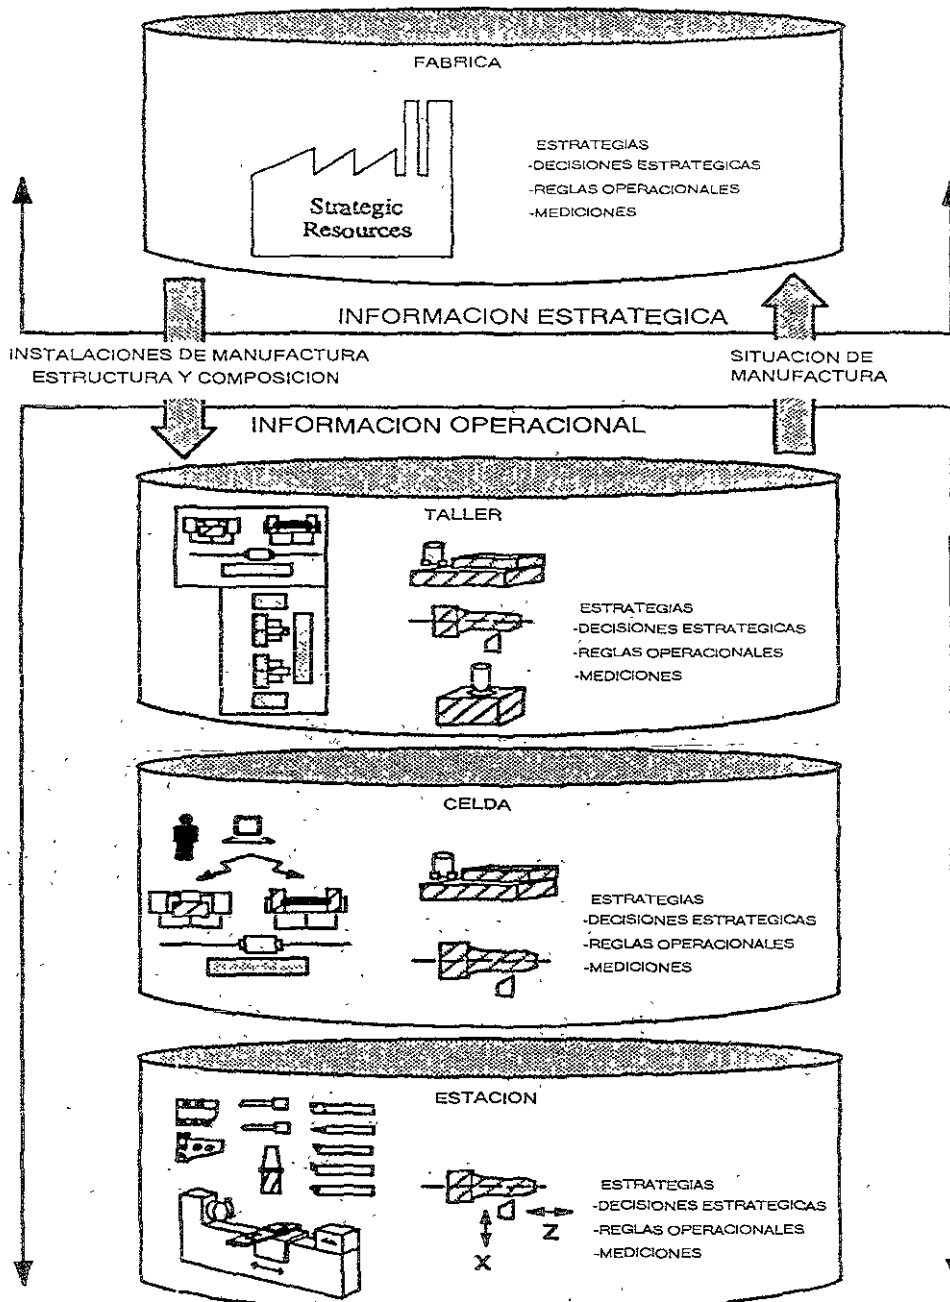 FABRICA
Strategic
Resources
ESTRATEGIAS
-DECISIONES ESTRATEGICAS
-REGLAS OPERACIONALES
-MEDICIONES
INFORMACION ESTRATEGICA
INSTALACIONES DE MANUFACTURA
ESTRUCTURA Y COMPOSICION
SITUACION DE
MANUFACTURA
INFORMACION OPERACIONAL
TALLER
ESTRATEGIAS
-DECISIONES ESTRATEGICAS
-REGLAS OPERACIONALES
-MEDICIONES
CELDA
ESTRATEGIAS
-DECISIONES ESTRATEGICAS
-REGLAS OPERACIONALES
-MEDICIONES
ESTACION
ESTRATEGIAS
-DECISIONES ESTRATEGICAS
-REGLAS OPERACIONALES
-MEDICIONES
Z
X